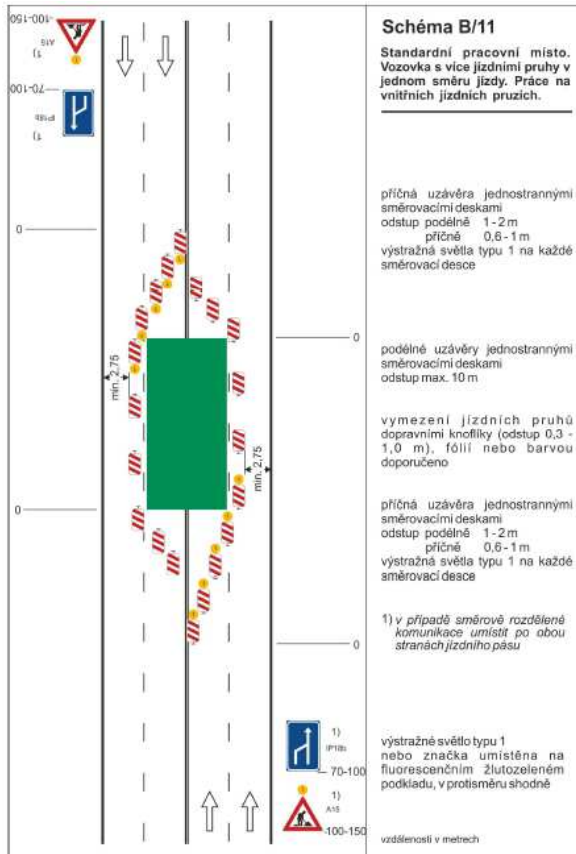 Schéma B/11
Standardní pracovní místo.
Vozovka s více jízdními pruhy v
jednom směru jízdy. Práce na
vnitřních jízdních pruzích.
-100-150
1)
A15
70-100
1)
IP18b
0
příčná uzávěra jednostrannými
směrovacími deskami
odstup podélně 1-2 m
příčně 0,6-1 m
výstražná světla typu 1 na každé
směrovací desce
0
min. 2,75
podélné uzávěry jednostrannými
směrovacími deskami
odstup max. 10 m
vymezení jízdních pruhů
dopravními knoflíky (odstup 0,3 -
1,0 m), fólií nebo barvou
doporučeno
min. 2,75
0
příčná uzávěra jednostrannými
směrovacími deskami
odstup podélně 1-2 m
příčně 0,6-1 m
výstražná světla typu 1 na každé
směrovací desce
0
1) v případě směrově rozdělené
komunikace umístit po obou
stranách jízdního pásu
1)
IP18b
70-100
1)
A15
-100-150
výstražné světlo typu 1
nebo značka umístěna na
fluorescenčním žlutozeleném
podkladu, v protisměru shodně
vzdálenosti v metrech